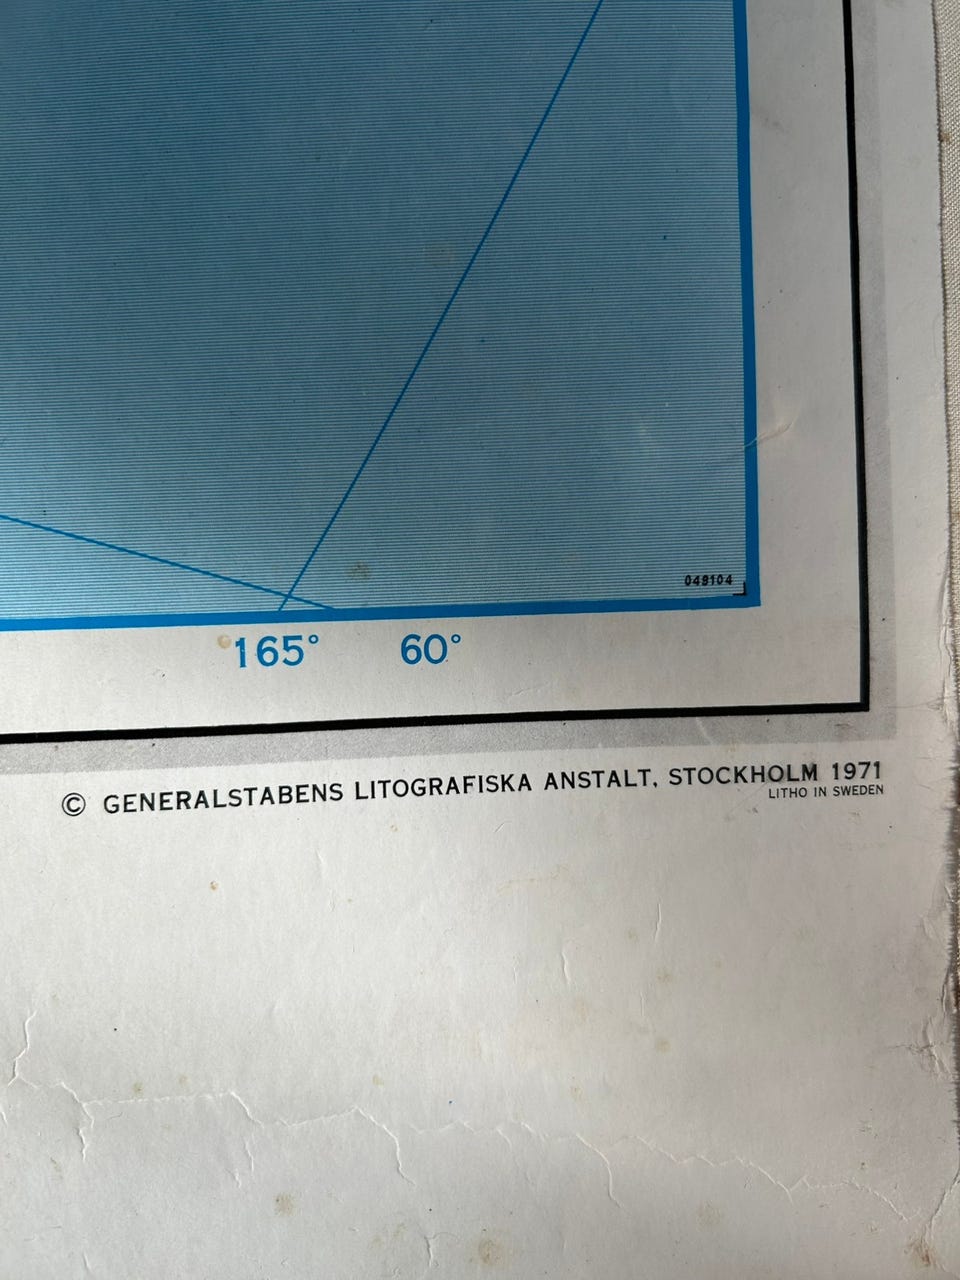 048104
165° 60°
© GENERALSTABENS LITOGRAFISKA ANSTALT, STOCKHOLM 1971
LITHO IN SWEDEN